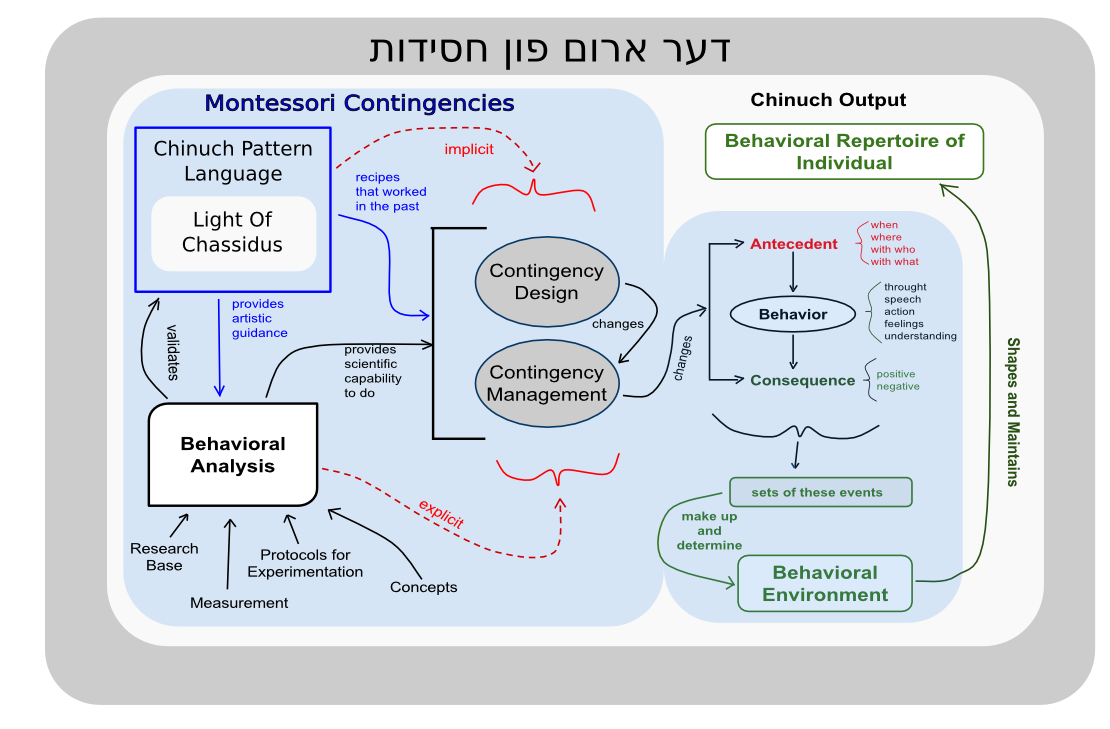 דער ארום פון חסידות
Montessori Contingencies
Chinuch Output
Chinuch Pattern
Language
Light Of
Chassidus
implicit
recipes
that worked
in the past
provides
artistic
guidance
validates
provides
scientific
capability
to do
Behavioral
Analysis
Research
Base
Measurement
Protocols for
Experimentation
Concepts
explicit
Contingency
Design
changes
Contingency
Management
changes
Behavioral Repertoire of
Individual
Antecedent
when
where
with who
with what
Behavior
throught
speech
action
feelings
understanding
Consequence
positive
negative
sets of these events
make up
and
determine
Behavioral
Environment
Shapes and Maintains